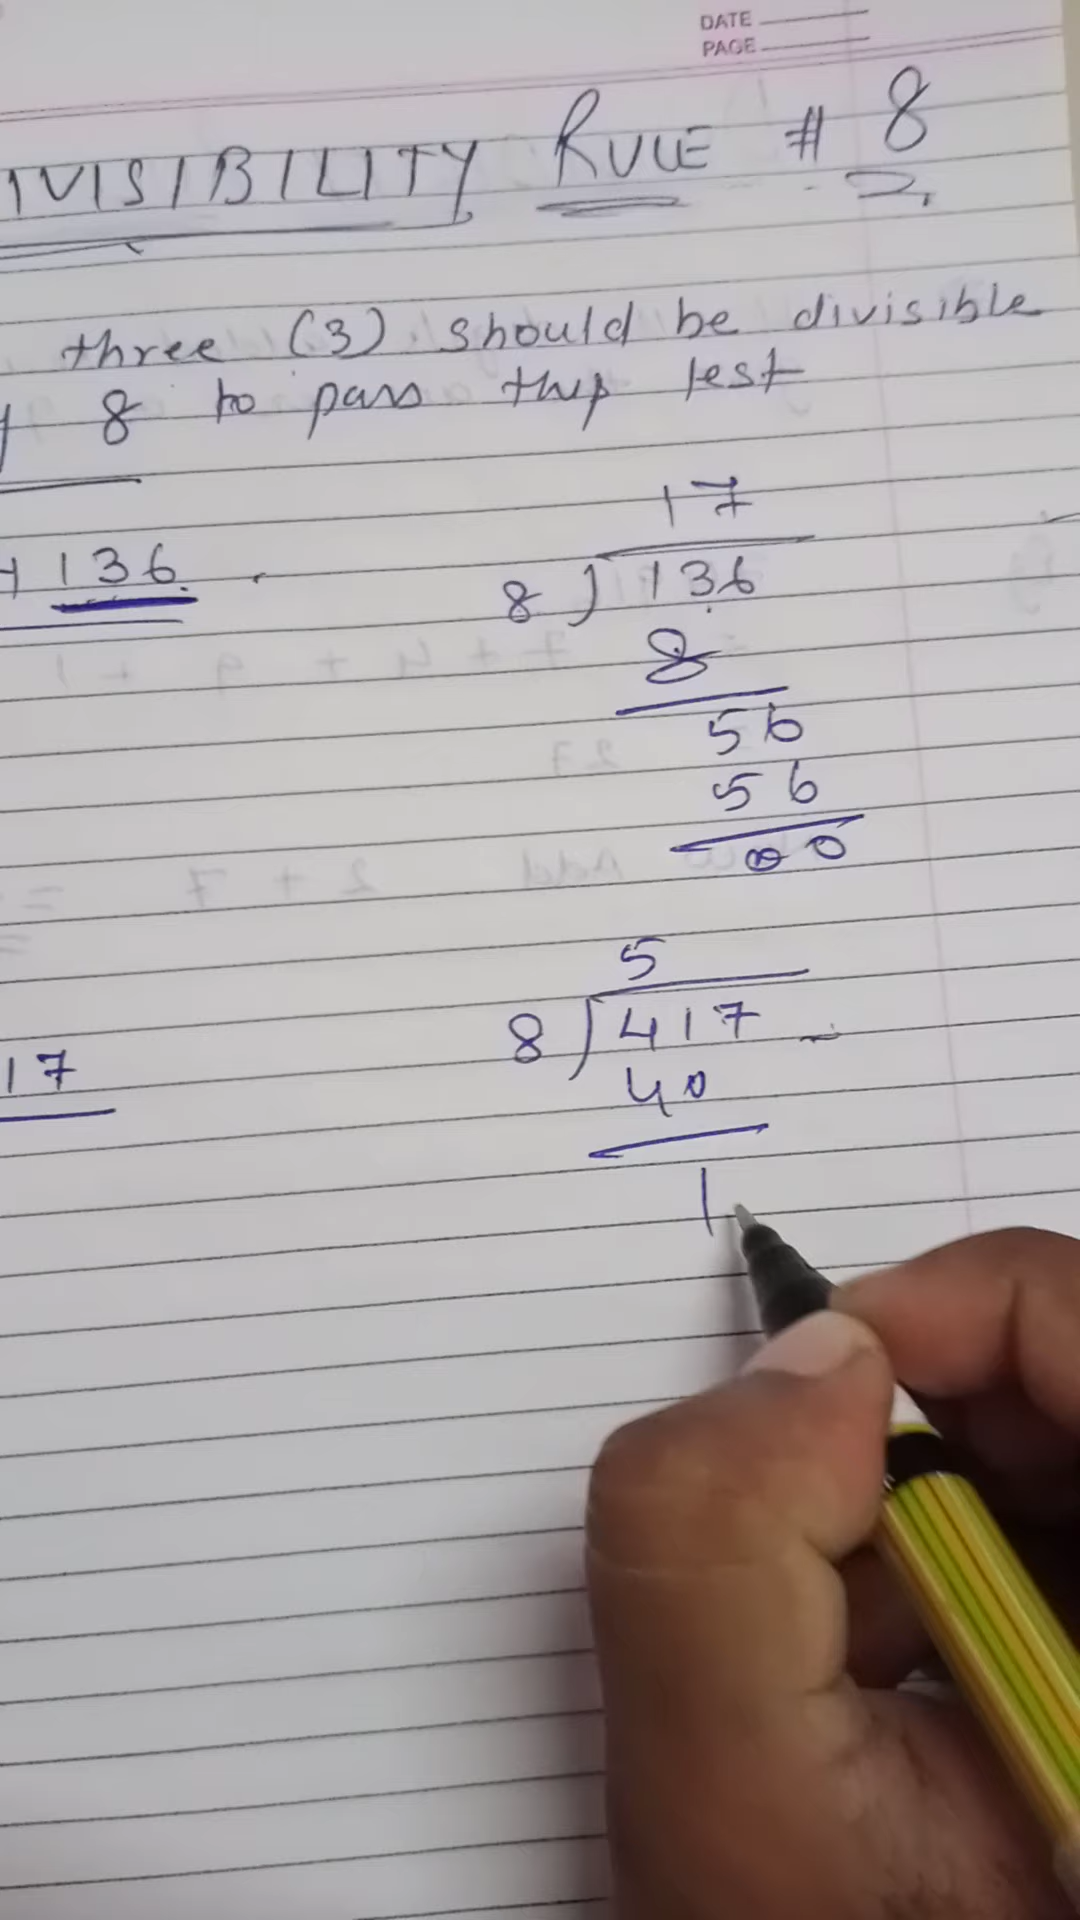 DATE
PAGE
IVISIBILITY RULE # 8
three (3) should be divisible
y 8 to pass this test
17
1136
8 ) 136
8
56
56
00
5
8 ) 417
17
40
1